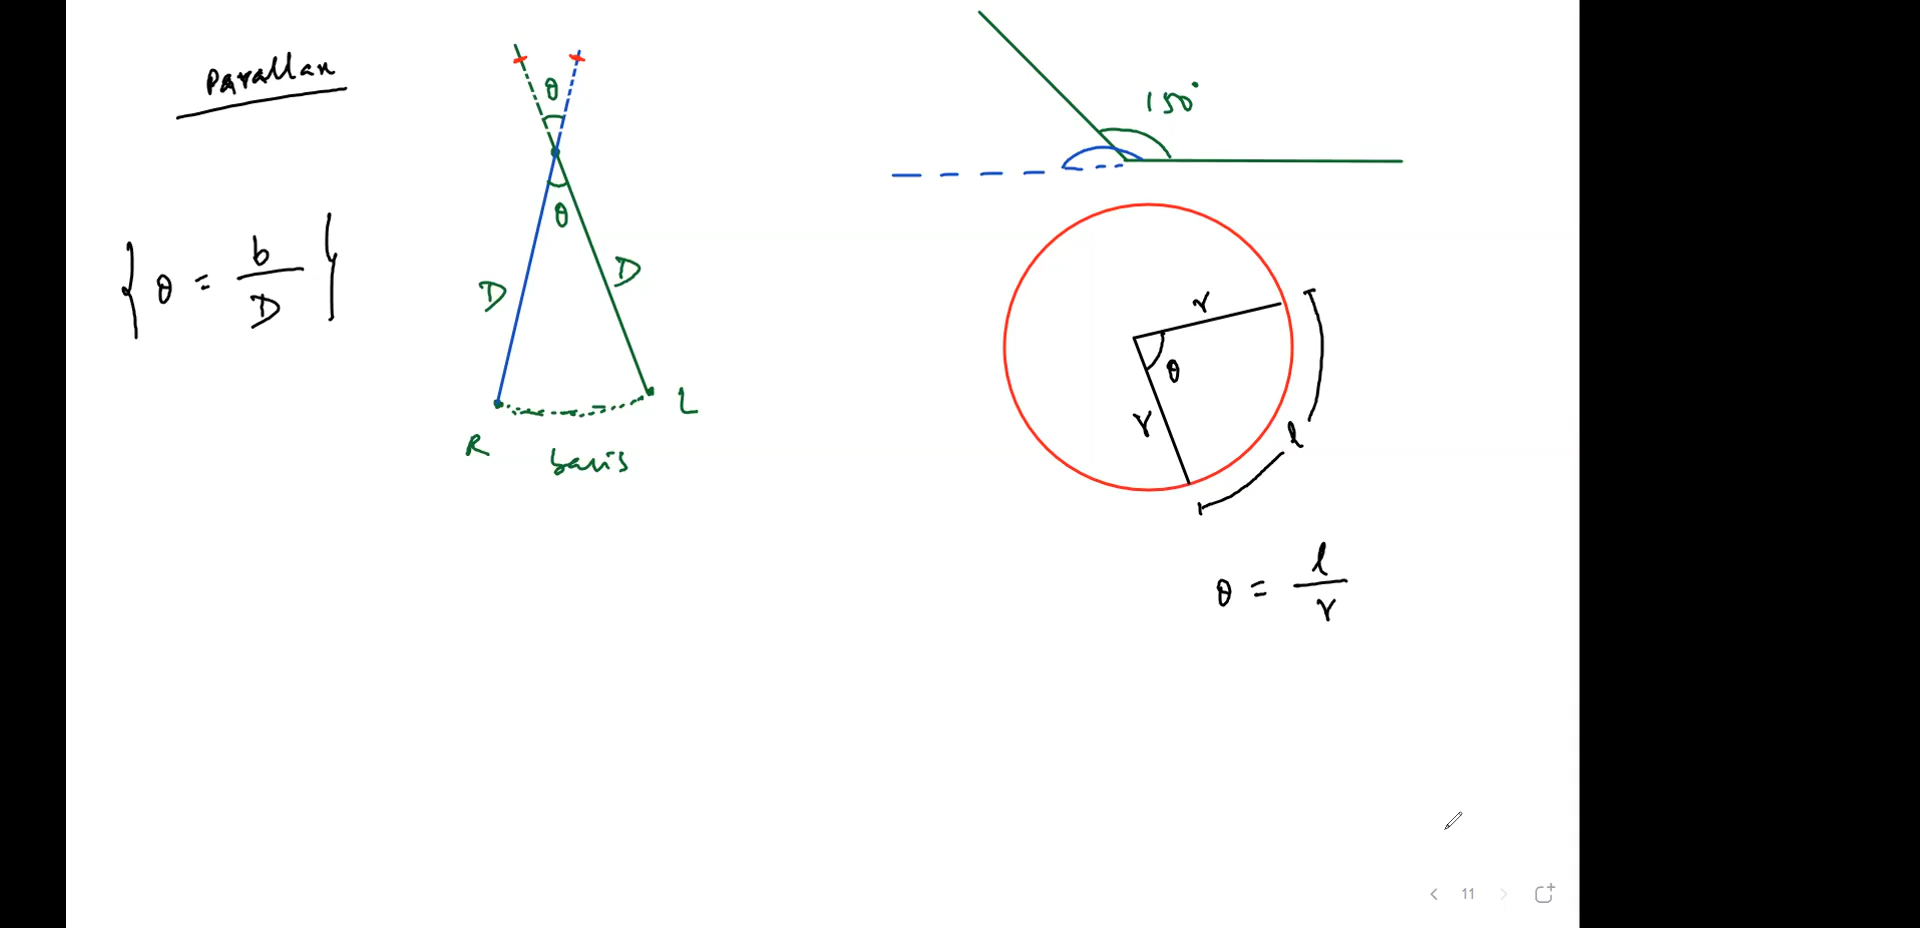 Parallax
θ
θ
D
D
R
L
basis
{ θ = b/D }
150°
r
θ
r
l
θ = l/r
11